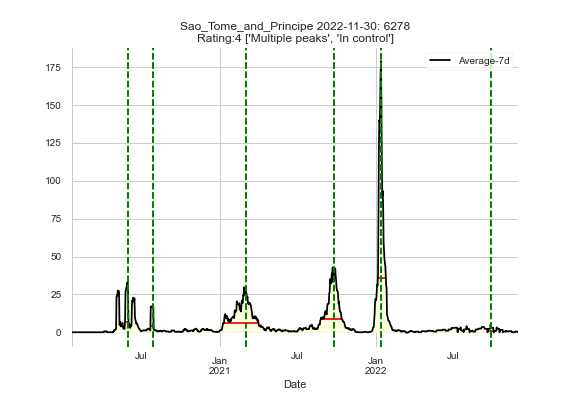 Sao_Tome_and_Principe 2022-11-30: 6278
Rating:4 ['Multiple peaks', 'In control']
Average-7d
175
150
125
100
75
50
25
0
Jul
Jan
2021
Jul
Jan
2022
Jul
Date